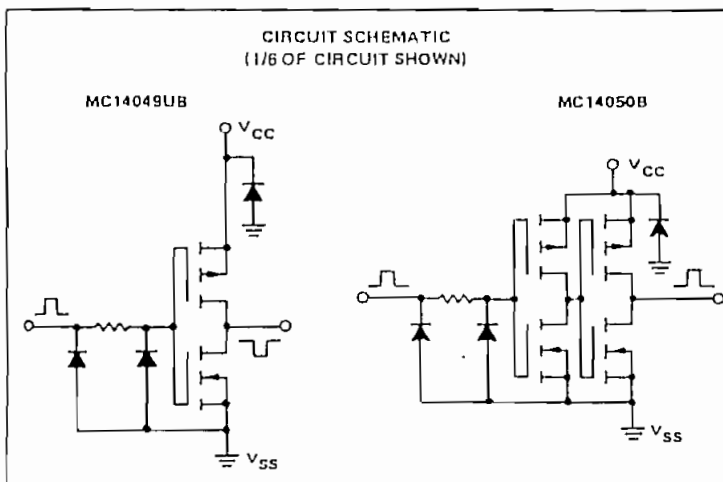 CIRCUIT SCHEMATIC
(1/6 OF CIRCUIT SHOWN)
MC14049UB
MC14050B
VCC
VCC
VSS
VSS